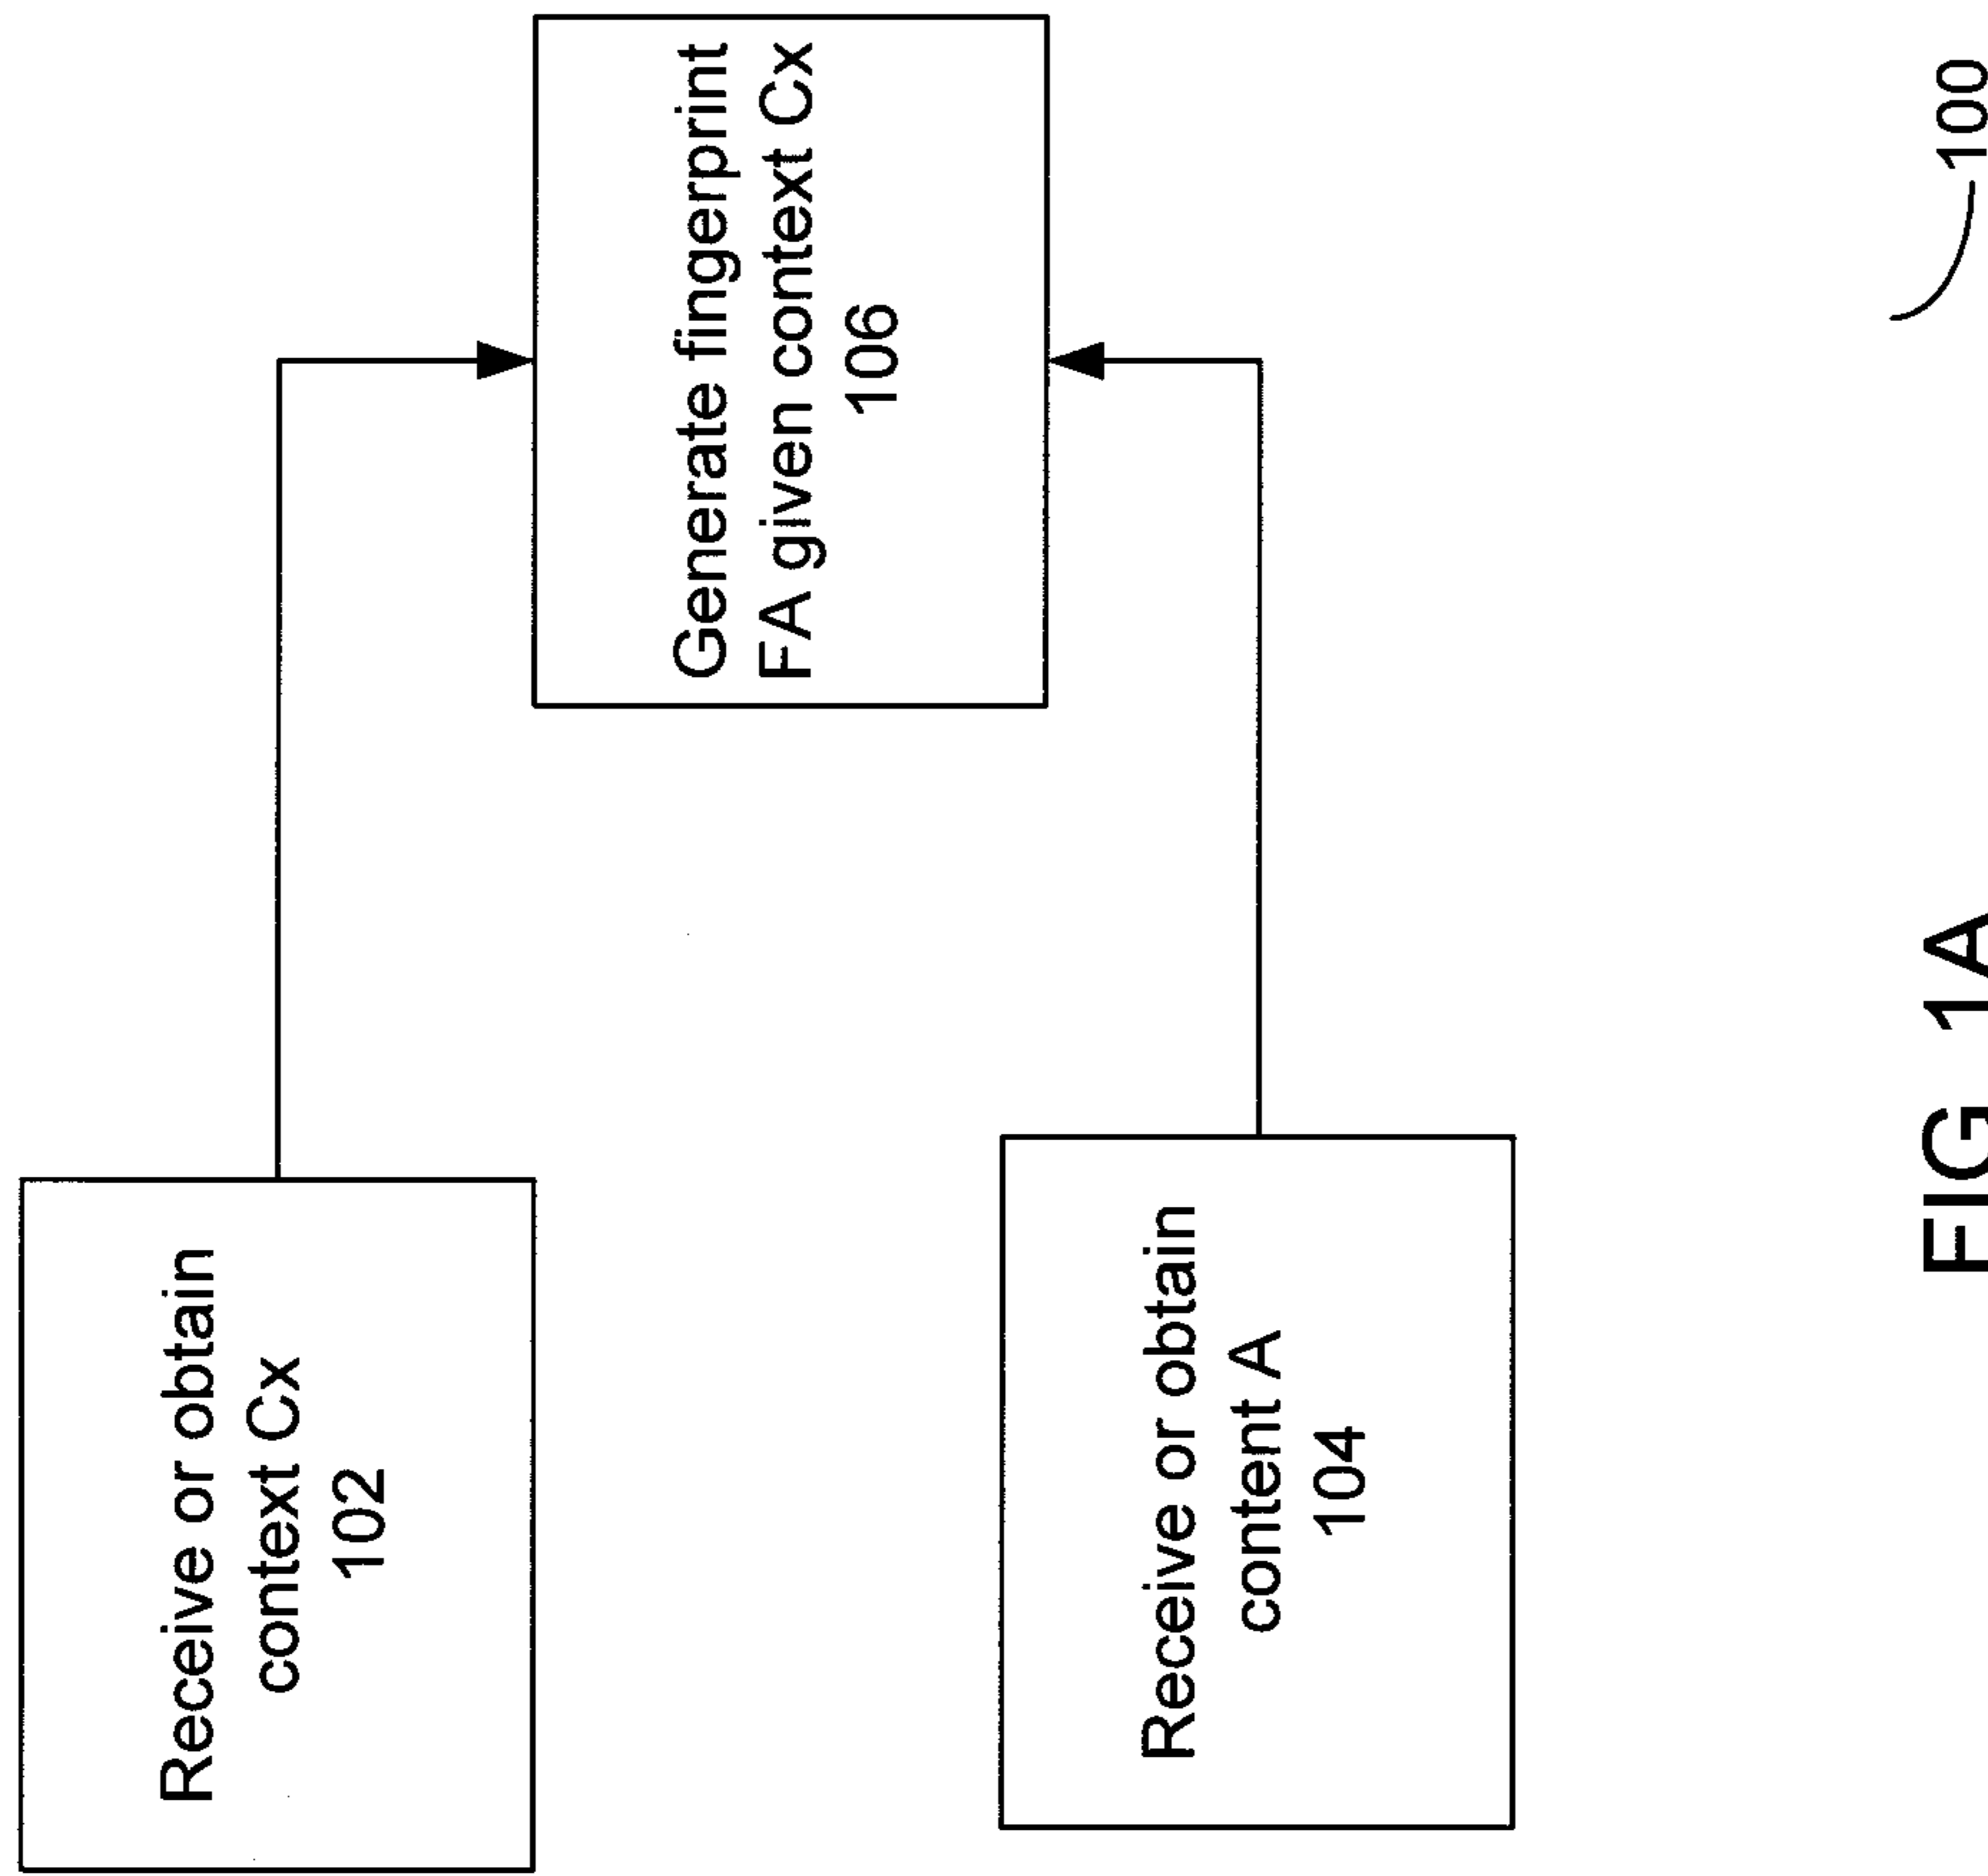 Receive or obtain
context Cx
102
Receive or obtain
content A
104
Generate fingerprint
FA given context Cx
106
100
FIG 1A